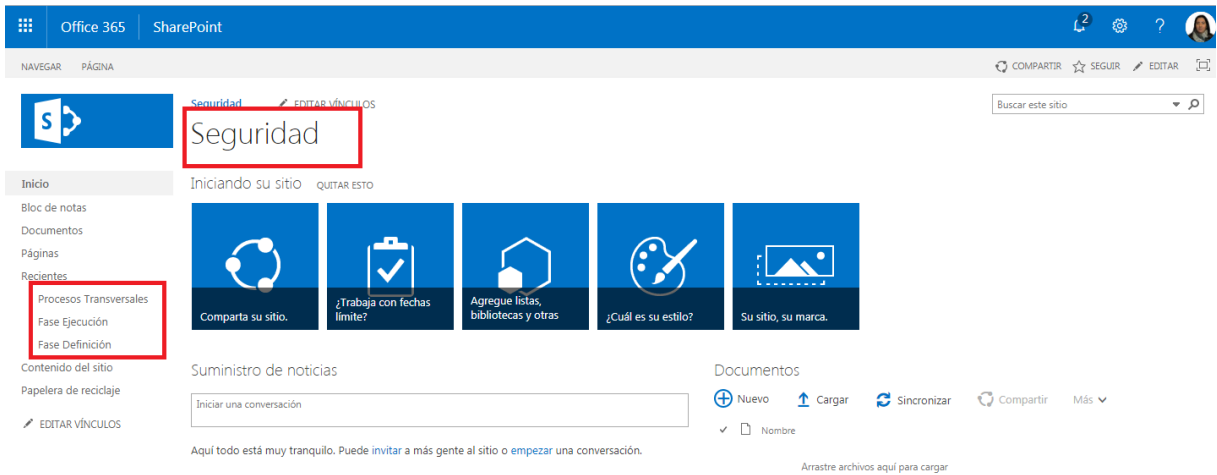 Office 365 SharePoint 2 ?
NAVEGAR PÁGINA COMPARTIR SEGUIR EDITAR
S
Seguridad EDITAR VÍNCULOS
Buscar este sitio
Seguridad
Inicio
Bloc de notas
Documentos
Páginas
Recientes
Procesos Transversales
Fase Ejecución
Fase Definición
Contenido del sitio
Papelera de reciclaje
EDITAR VÍNCULOS
Iniciando su sitio QUITAR ESTO
Comparta su sitio.
¿Trabaja con fechas
límite?
Agregue listas,
bibliotecas y otras
¿Cuál es su estilo?
Su sitio, su marca.
Suministro de noticias
Iniciar una conversación
Aquí todo está muy tranquilo. Puede invitar a más gente al sitio o empezar una conversación.
Documentos
Nuevo Cargar Sincronizar Compartir Más
Nombre
Arrastre archivos aquí para cargar